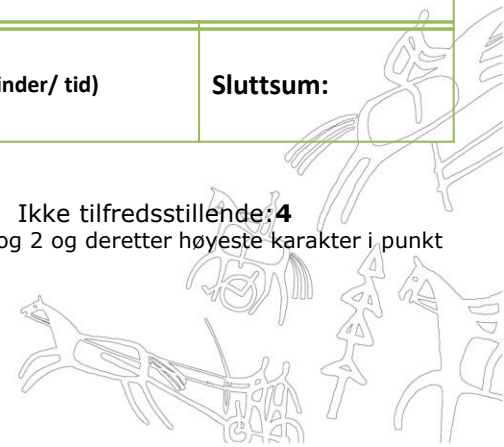 inder/ tid) Sluttsum:
Ikke tilfredsstillende:4
og 2 og deretter høyeste karakter i punkt